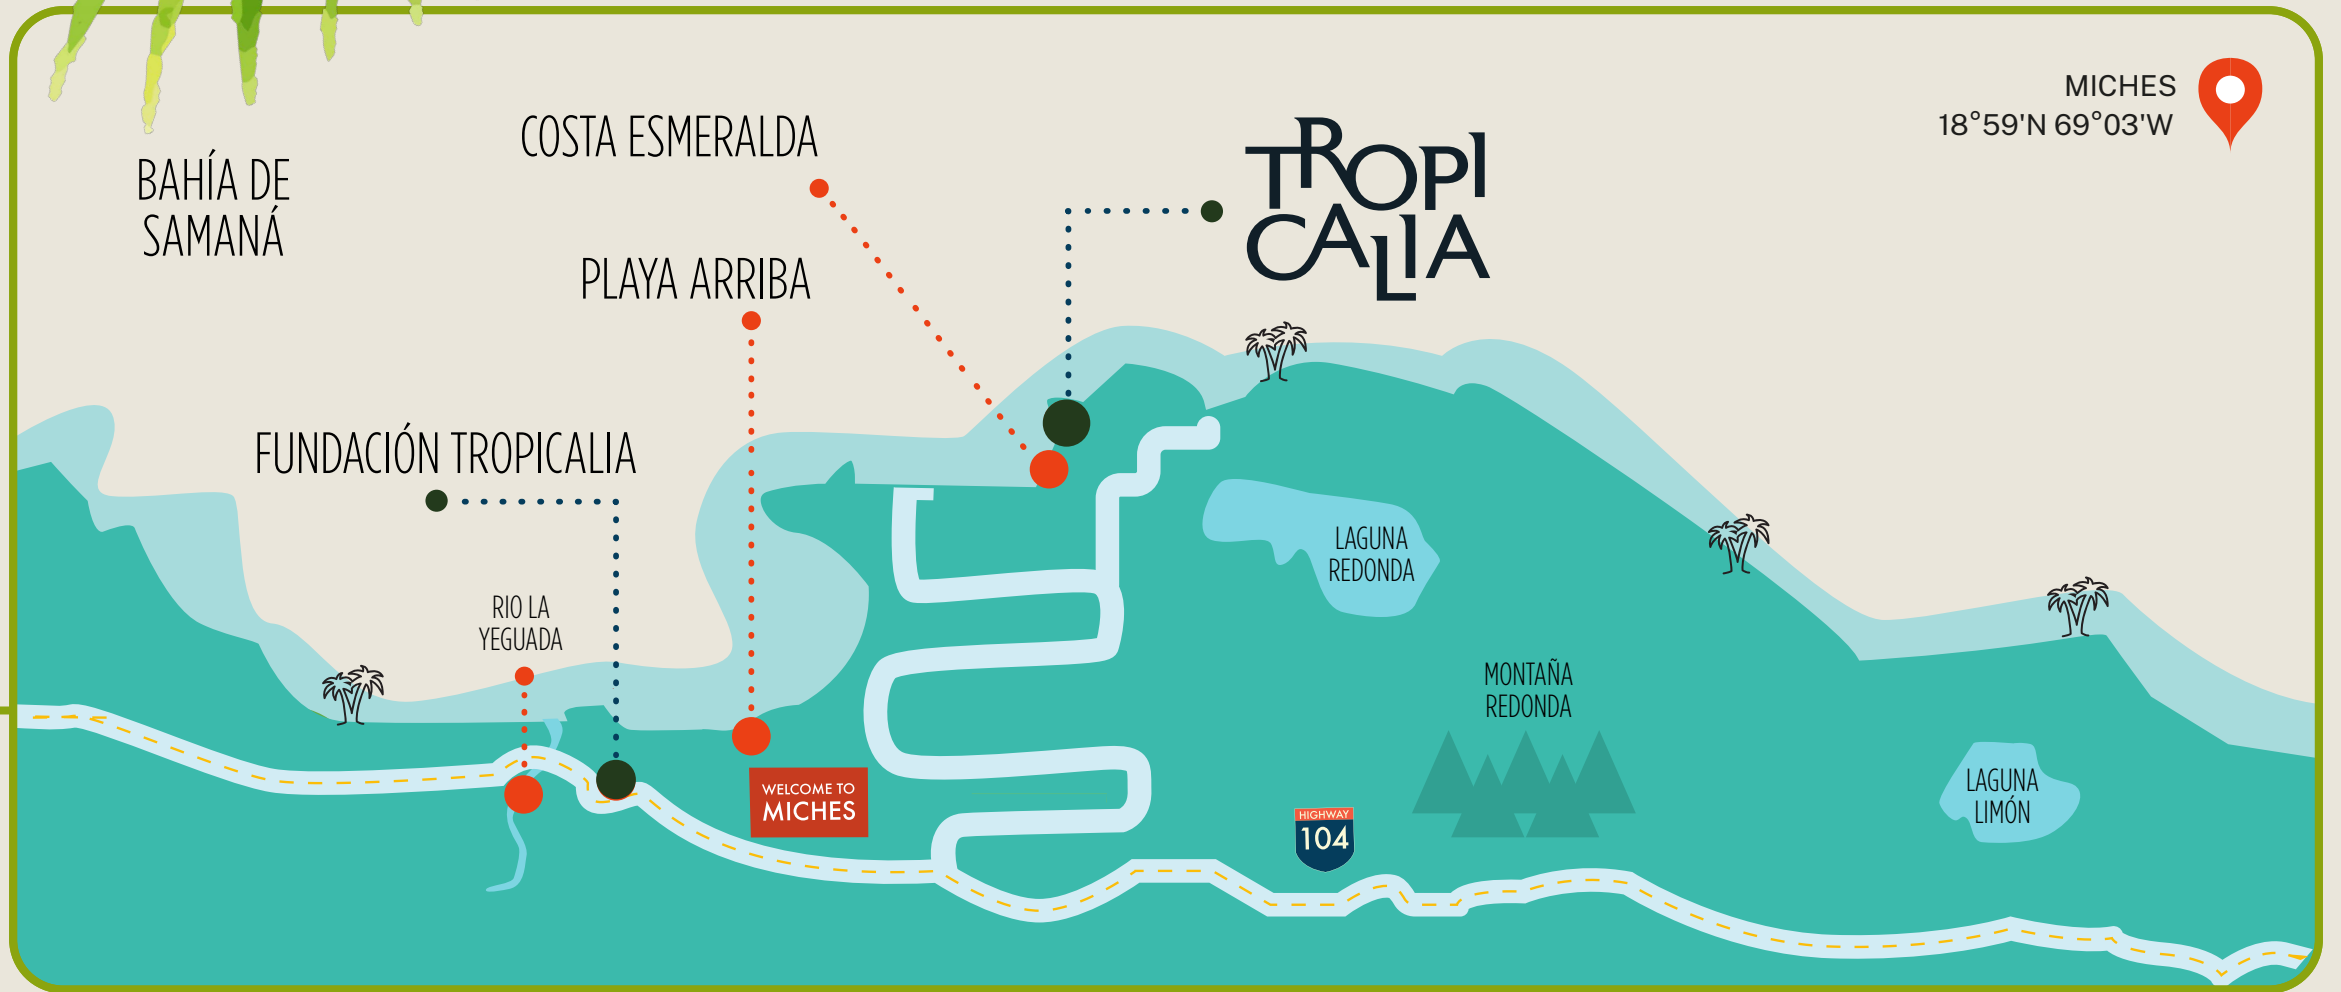 MICHES
18°59'N 69°03'W
COSTA ESMERALDA
TROPI
CALIA
BAHÍA DE
SAMANÁ
PLAYA ARRIBA
FUNDACIÓN TROPICALIA
RIO LA
YEGUADA
LAGUNA
REDONDA
MONTAÑA
REDONDA
LAGUNA
LIMÓN
WELCOME TO
MICHES
HIGHWAY
104